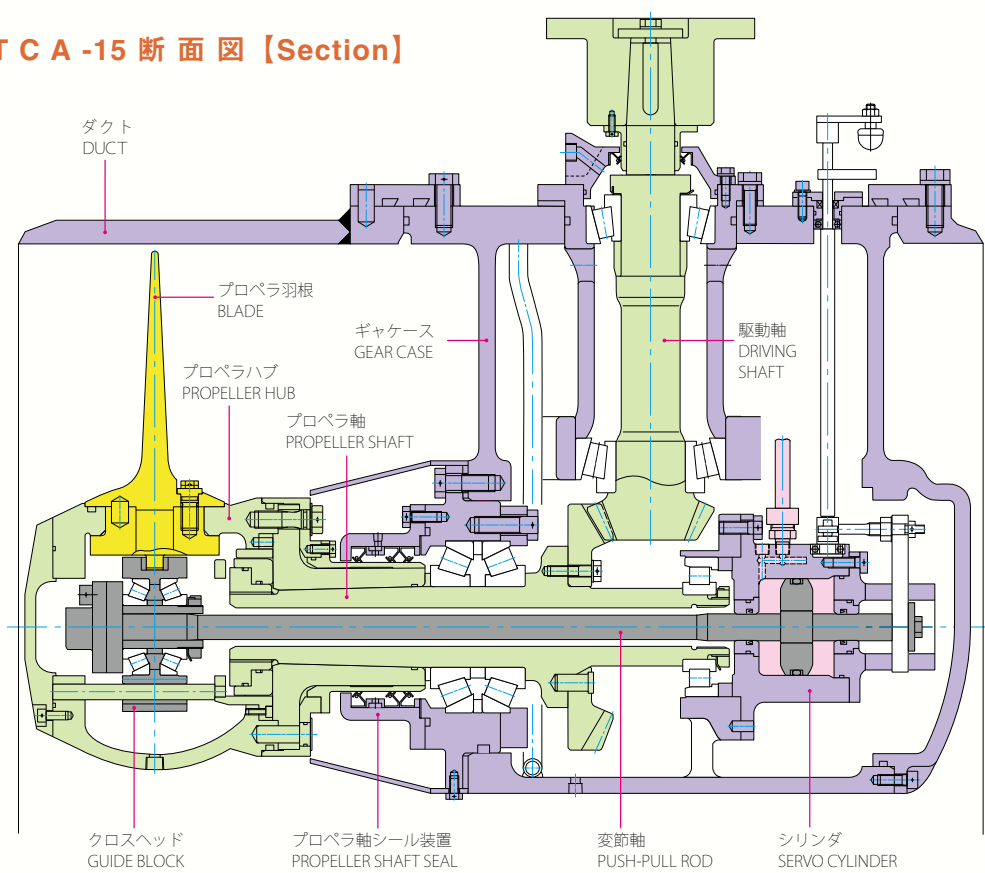 T C A -15 断 面 図【Section】
ダクト
DUCT
プロペラ羽根
BLADE
ギャケース
GEAR CASE
駆動軸
DRIVING
SHAFT
プロペラハブ
PROPELLER HUB
プロペラ軸
PROPELLER SHAFT
クロスヘッド
GUIDE BLOCK
プロペラ軸シール装置
PROPELLER SHAFT SEAL
変節軸
PUSH-PULL ROD
シリンダ
SERVO CYLINDER